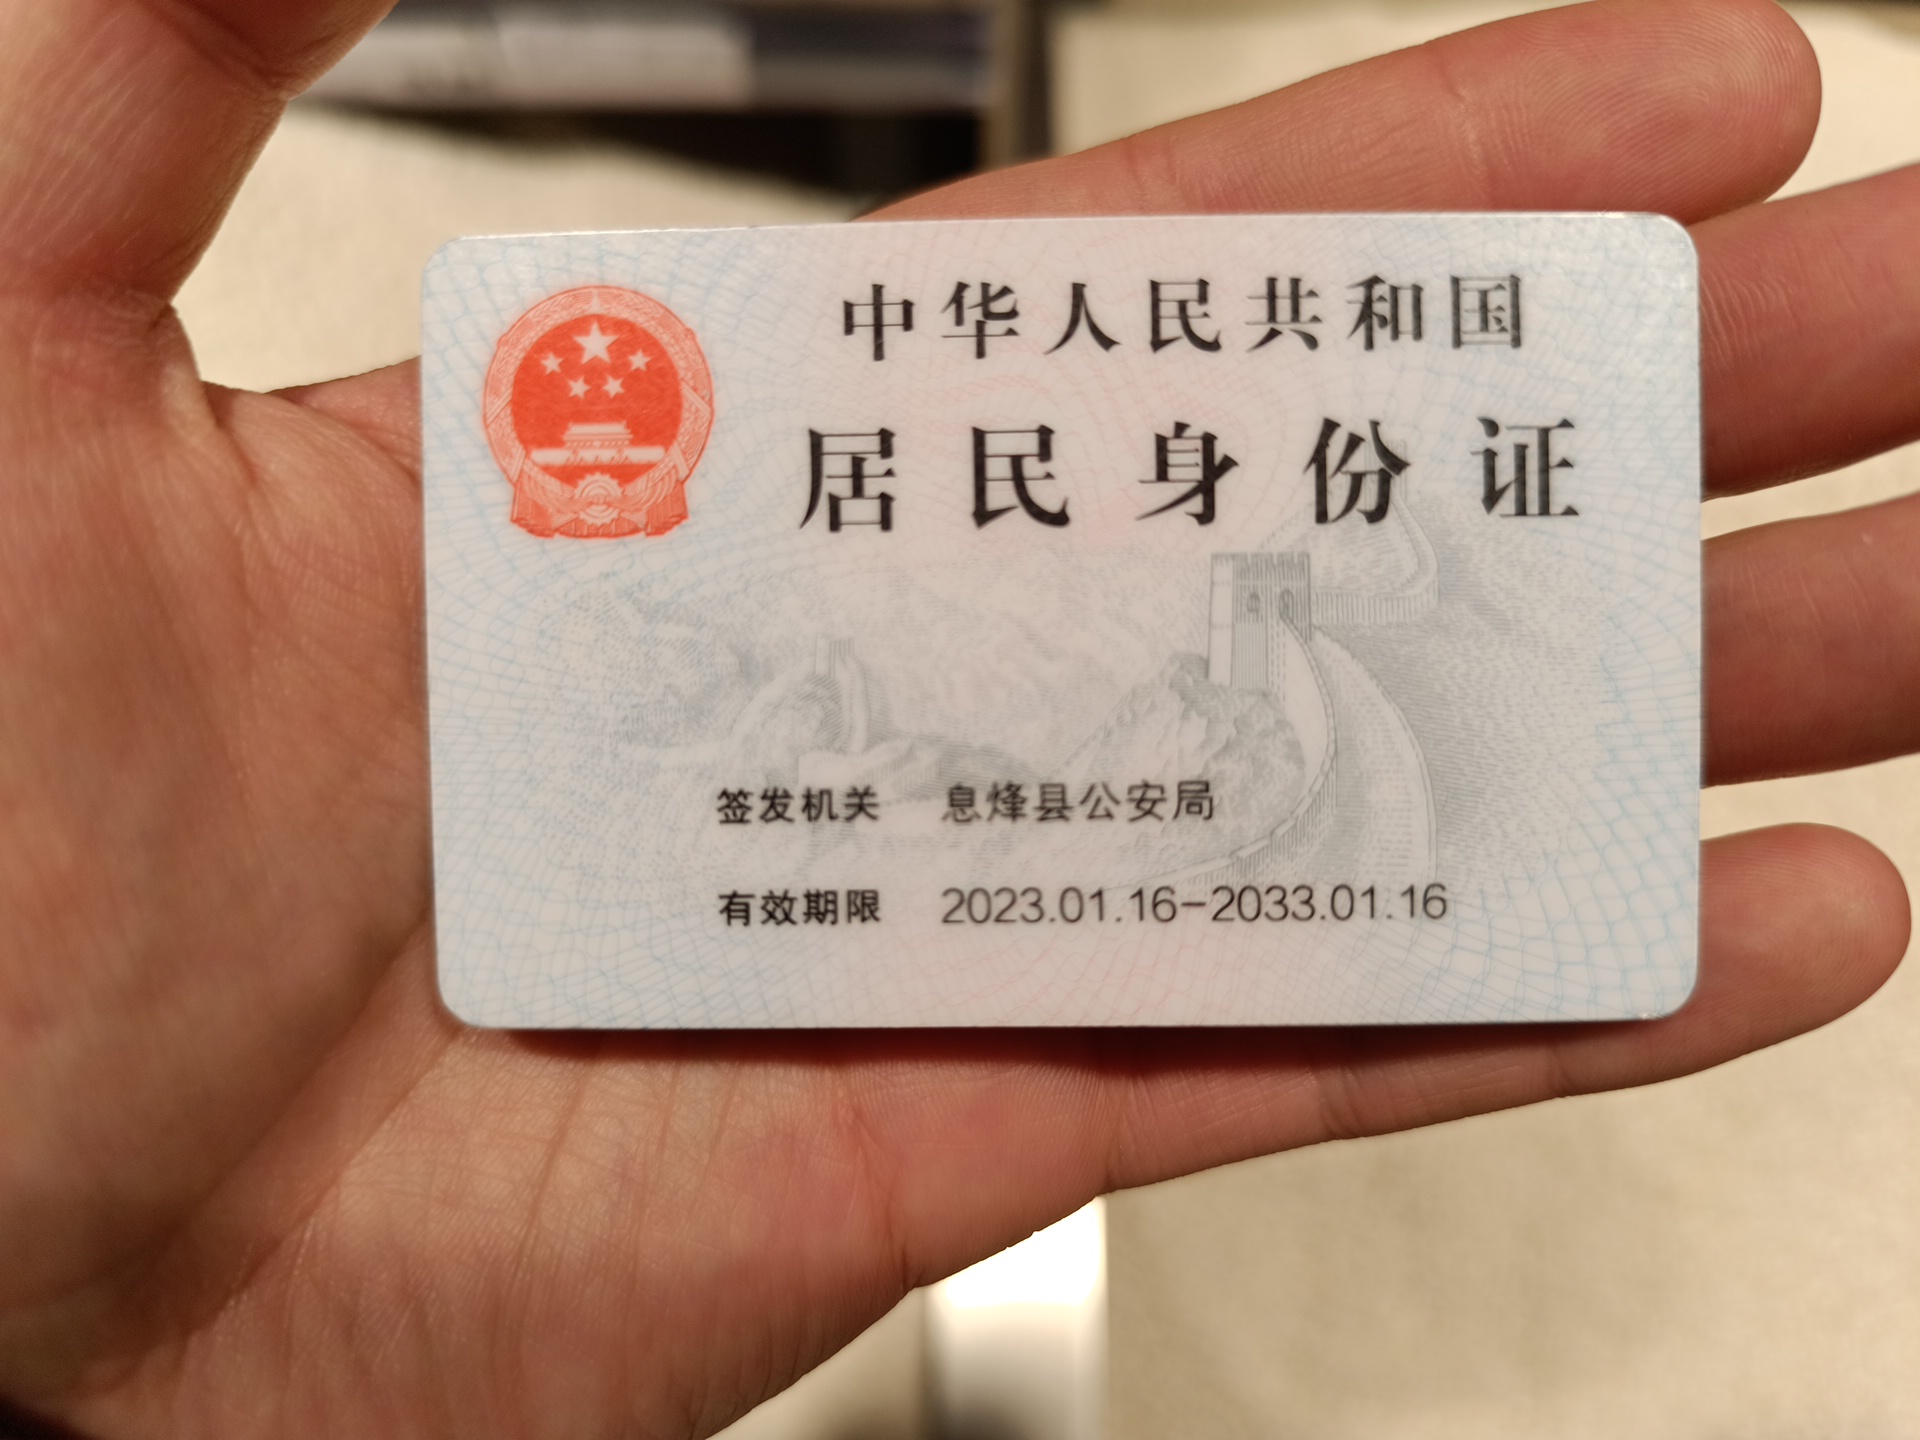 中华人民共和国
居民身份证
签发机关 息烽县公安局
有效期限 2023.01.16-2033.01.16